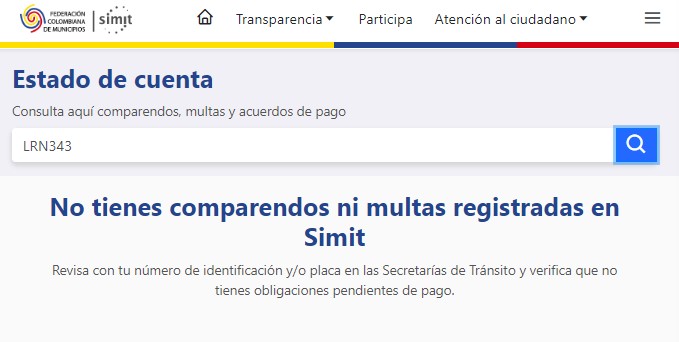 FEDERACIÓN
COLOMBIANA
DE MUNICIPIOS
simit
Transparencia
Participa
Atención al ciudadano
Estado de cuenta
Consulta aquí comparendos, multas y acuerdos de pago
LRN343
No tienes comparendos ni multas registradas en
Simit
Revisa con tu número de identificación y/o placa en las Secretarías de Tránsito y verifica que no
tienes obligaciones pendientes de pago.